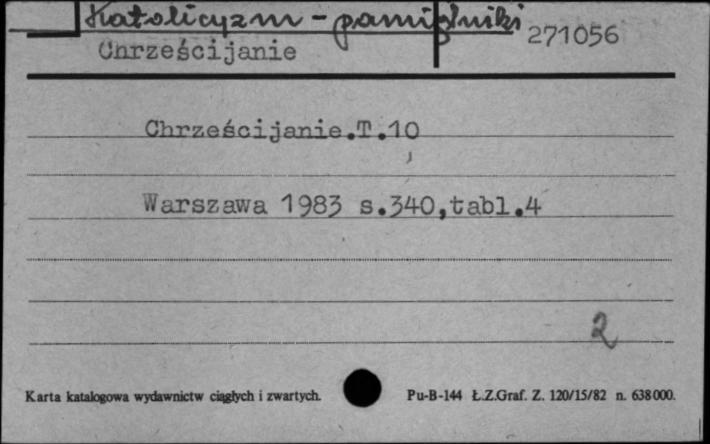 Katolicyzm - pamiętniki
271056
Chrześcijanie
Chrześcijanie.T.10
Warszawa 1983 s.340,tabl.4
2
Karta katalogowa wydawnictw ciągłych i zwartych. Pu-B-144 Ł.Z.Graf. Z. 120/15/82 n. 638000.